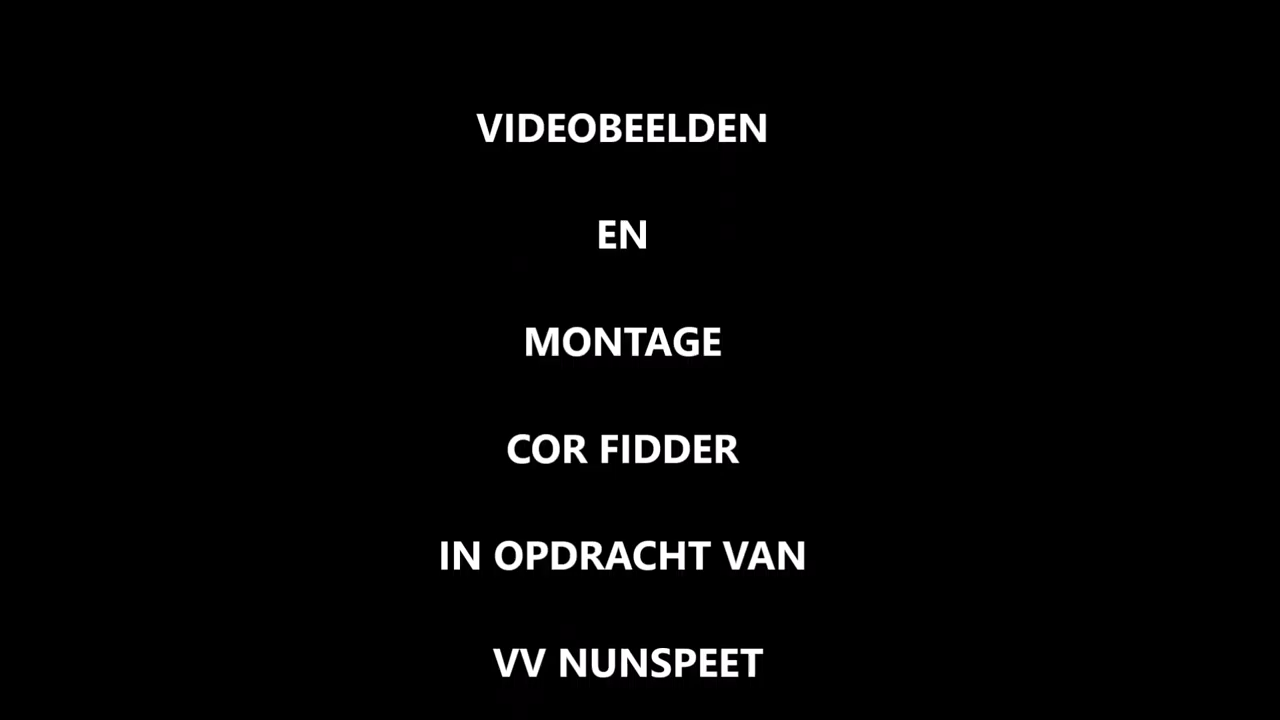 VIDEOBEELDEN
EN
MONTAGE
COR FIDDER
IN OPDRACHT VAN
VV NUNSPEET